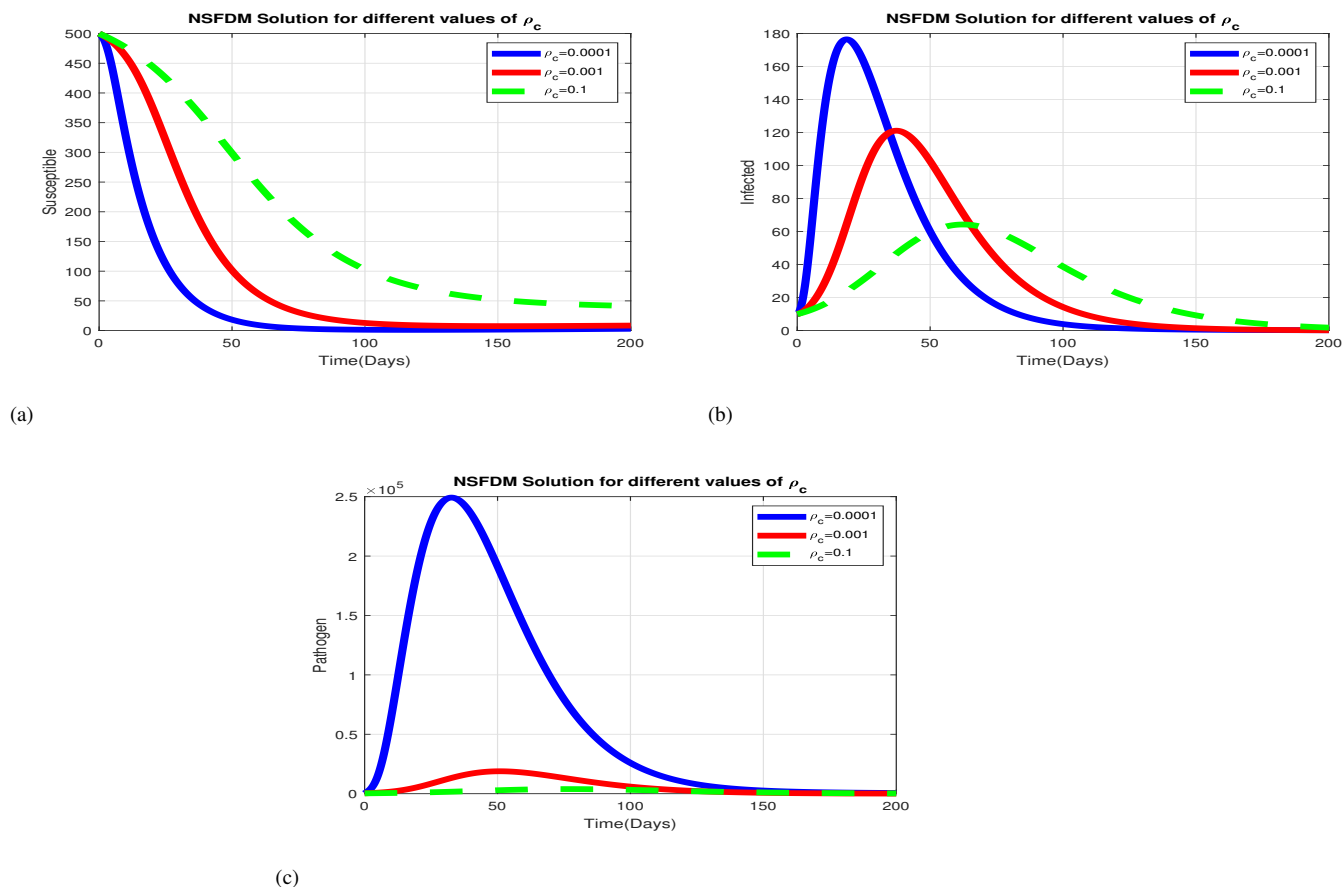 NSFDM Solution for different values of ρc
500
450
400
350
300
250
200
150
100
50
0
Susceptible
0
50
100
150
200
Time(Days)
ρc=0.0001
ρc=0.001
ρc=0.1
(a)
NSFDM Solution for different values of ρc
180
160
140
120
100
80
60
40
20
0
Infected
0
50
100
150
200
Time(Days)
ρc=0.0001
ρc=0.001
ρc=0.1
(b)
NSFDM Solution for different values of ρc
×10^5
2.5
2
1.5
1
0.5
0
Pathogen
0
50
100
150
200
Time(Days)
ρc=0.0001
ρc=0.001
ρc=0.1
(c)